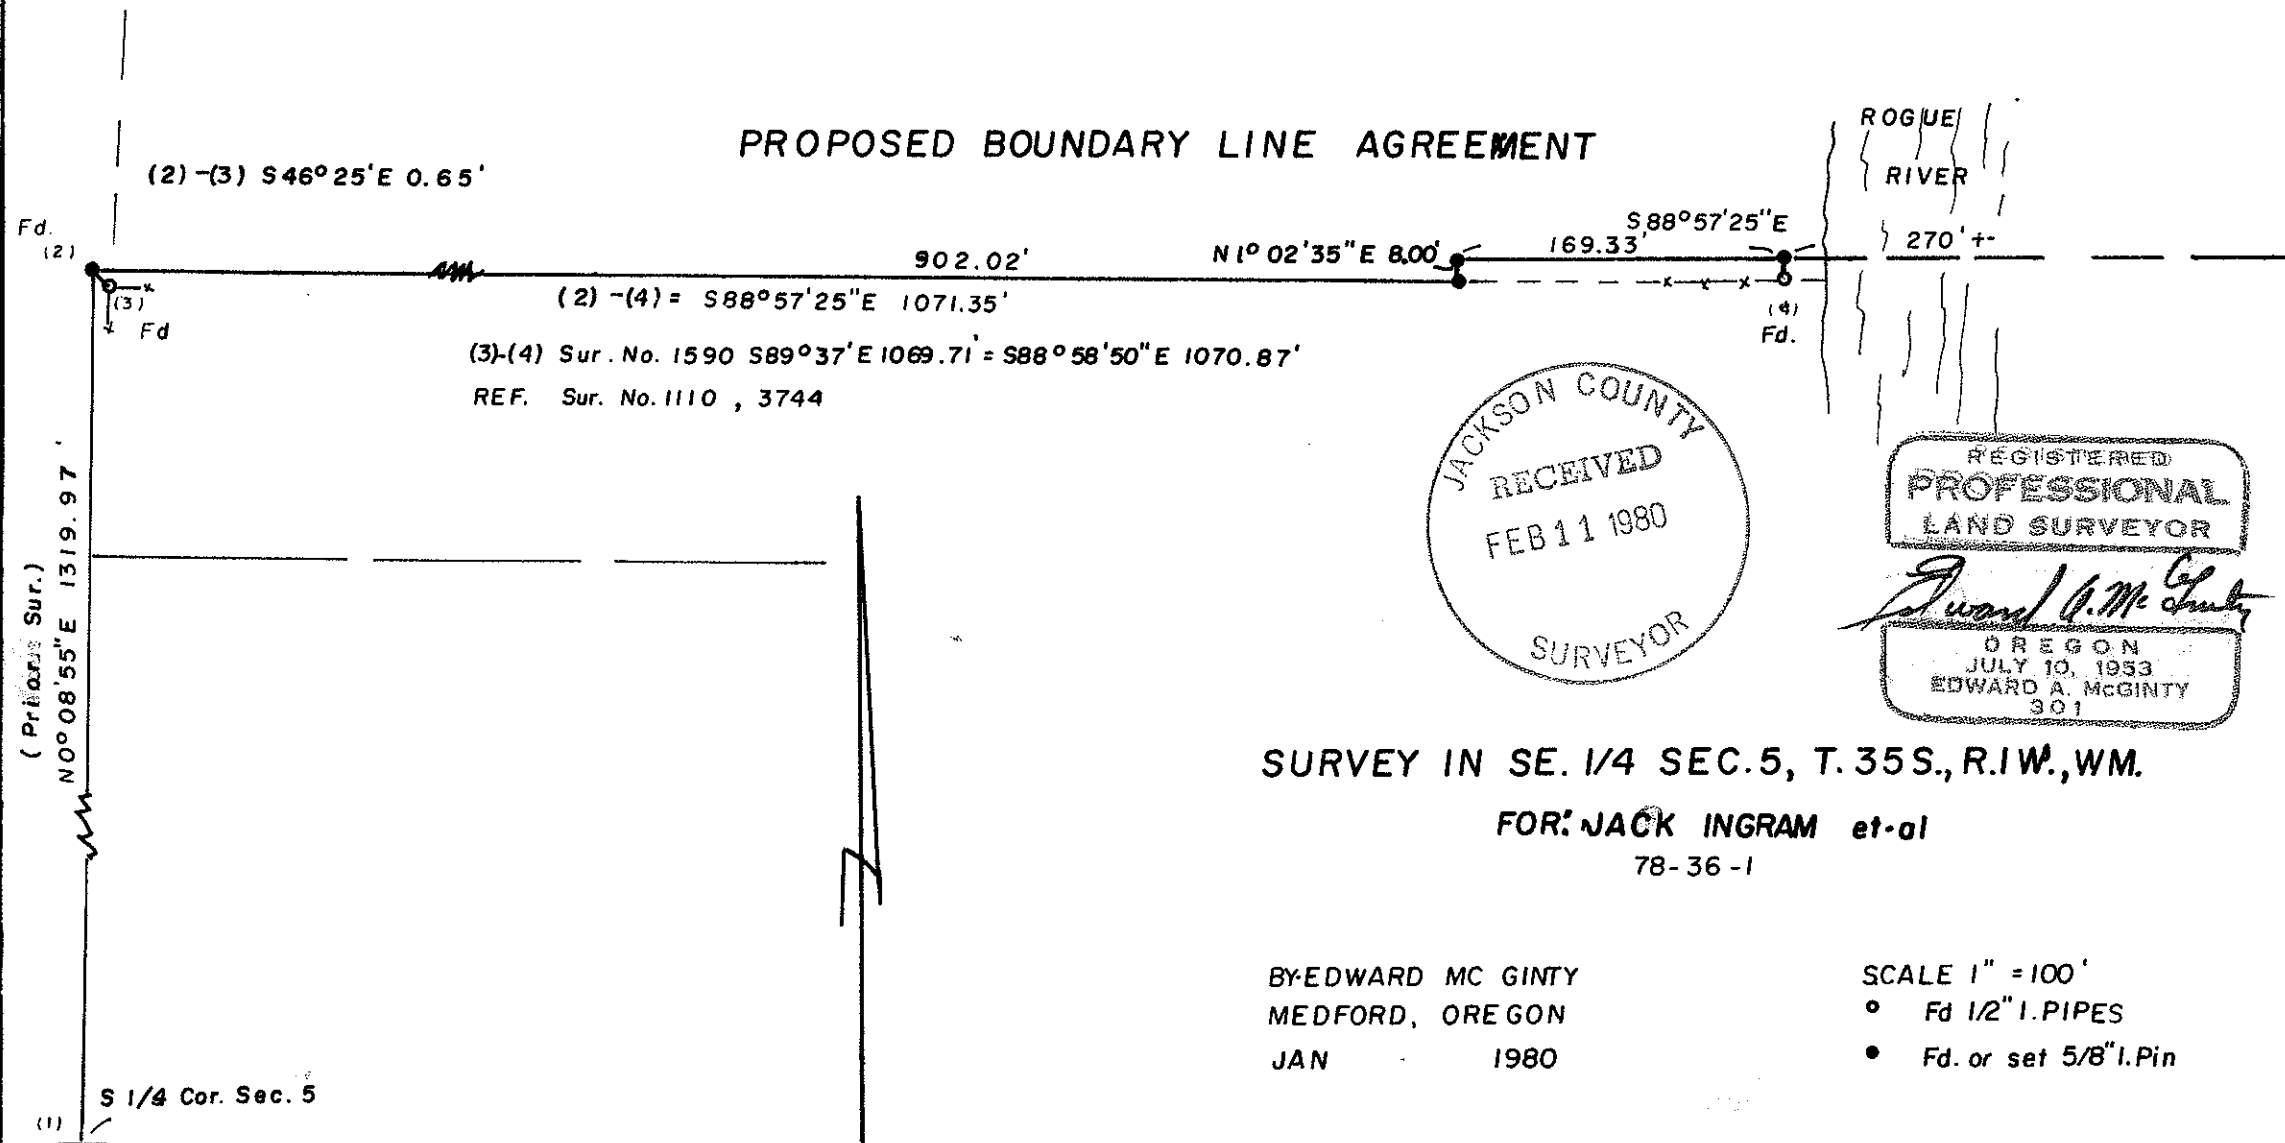 PROPOSED BOUNDARY LINE AGREEMENT
ROGUE
RIVER
(2)-(3) S46°25'E 0.65'
Fd.
(2)
(3)
Fd
902.02'
N 1° 02'35"E 8.00'
S 88°57'25"E
169.33'
270' +-
(4)
Fd.
(2)-(4)= S88°57'25"E 1071.35'
(3)-(4) Sur. No. 1590 S89°37'E 1069.71' = S88°58'50"E 1070.87'
REF. Sur. No. 1110 , 3744
( Sur.)
N0° 08'55"E 1319.97'
JACKSON COUNTY
RECEIVED
FEB 11 1980
SURVEYOR
REGISTERED
PROFESSIONAL
LAND SURVEYOR
Edward A. McGinty
OREGON
JULY 10, 1953
EDWARD A. McGINTY
301
SURVEY IN SE. 1/4 SEC.5, T.35S., R.1W., WM.
FOR: JACK INGRAM et-al
78-36-1
BY-EDWARD MC GINTY
MEDFORD, OREGON
JAN 1980
SCALE 1" =100'
Fd 1/2" I.PIPES
Fd. or set 5/8" I.Pin
S 1/4 Cor. Sec. 5
(1)